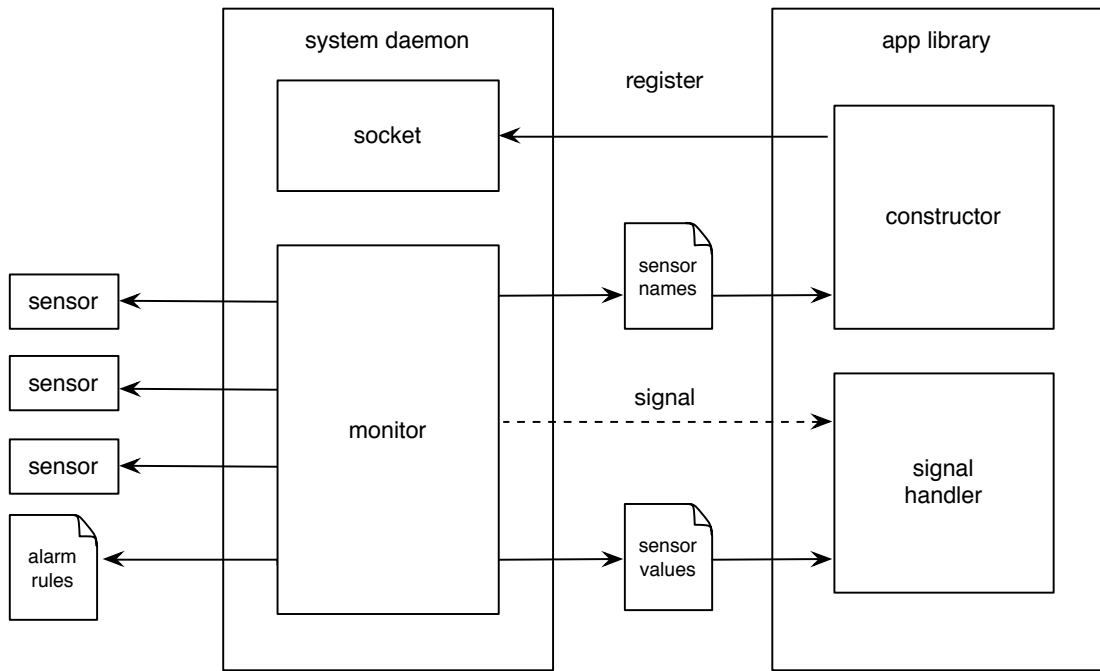 system daemon
app library
register
socket
constructor
sensor
names
sensor
sensor
signal
monitor
sensor
signal
handler
alarm
rules
sensor
values